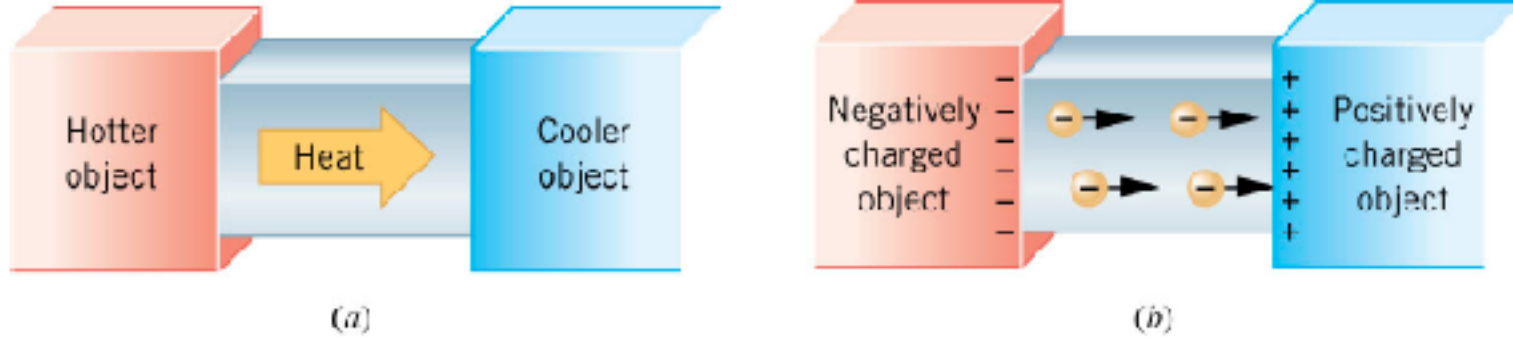 Hotter
object
Heat
Cooler
object
(a)
Negatively
charged
object
− − − − − −
− −
− −
+ + + + + +
Positively
charged
object
(b)